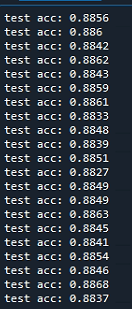 test acc: 0.8856
test acc: 0.886
test acc: 0.8842
test acc: 0.8862
test acc: 0.8843
test acc: 0.8859
test acc: 0.8861
test acc: 0.8833
test acc: 0.8848
test acc: 0.8839
test acc: 0.8851
test acc: 0.8827
test acc: 0.8849
test acc: 0.8849
test acc: 0.8863
test acc: 0.8845
test acc: 0.8841
test acc: 0.8854
test acc: 0.8846
test acc: 0.8868
test acc: 0.8837